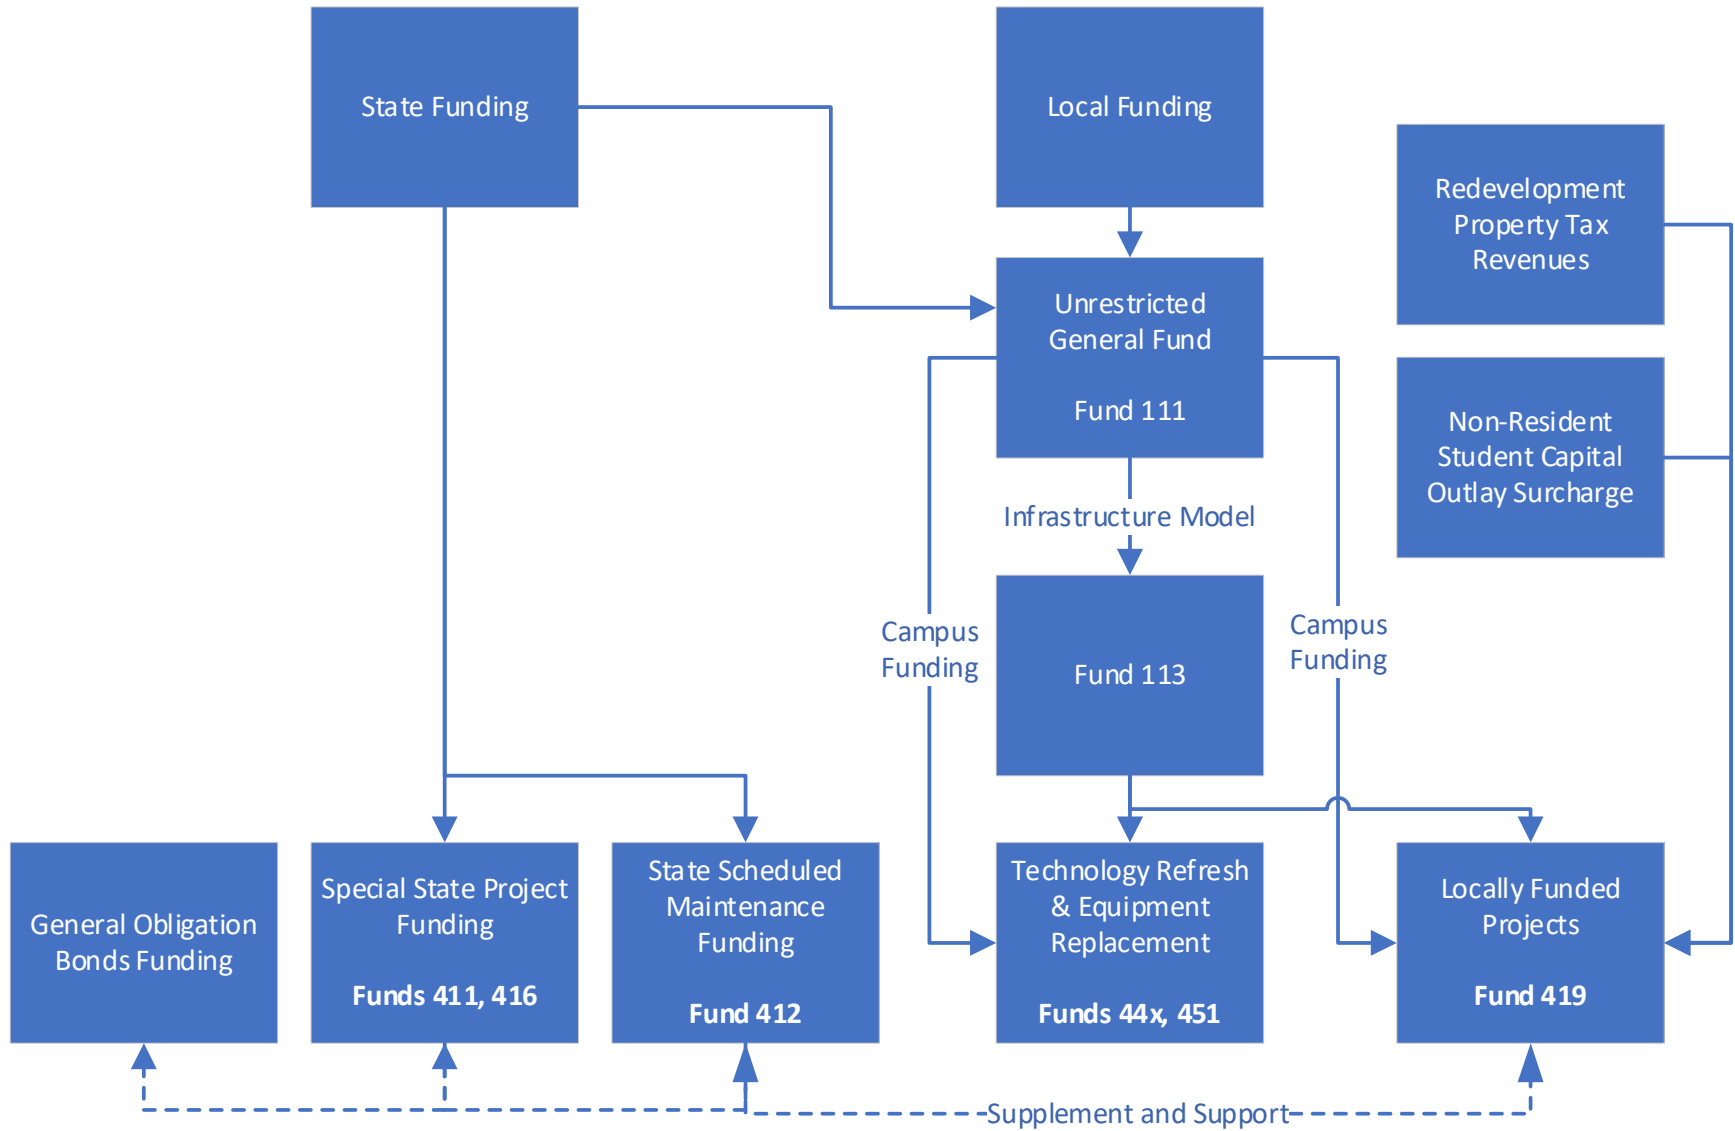 State Funding
Local Funding
Redevelopment
Property Tax
Revenues
Unrestricted
General Fund
Fund 111
Non-Resident
Student Capital
Outlay Surcharge
Infrastructure Model
Campus
Funding
Campus
Funding
Fund 113
General Obligation
Bonds Funding
Special State Project
Funding
Funds 411, 416
State Scheduled
Maintenance
Funding
Fund 412
Technology Refresh
& Equipment
Replacement
Funds 44x, 451
Locally Funded
Projects
Fund 419
Supplement and Support